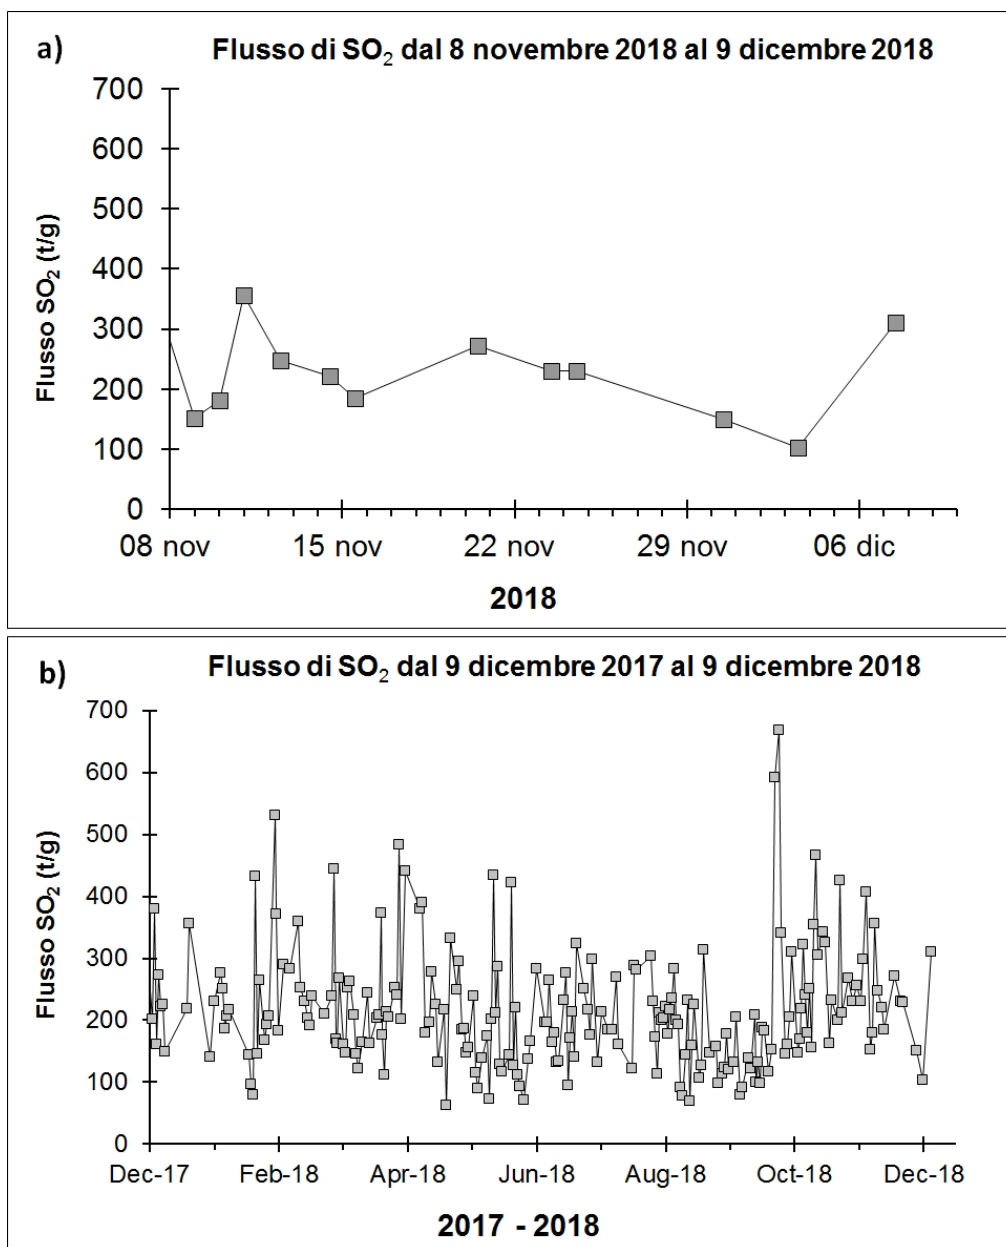 a)
Flusso di SO₂ dal 8 novembre 2018 al 9 dicembre 2018
Flusso SO₂ (t/g)
700
600
500
400
300
200
100
0
08 nov 15 nov 22 nov 29 nov 06 dic
2018
b)
Flusso di SO₂ dal 9 dicembre 2017 al 9 dicembre 2018
Flusso SO₂ (t/g)
700
600
500
400
300
200
100
0
Dec-17 Feb-18 Apr-18 Jun-18 Aug-18 Oct-18 Dec-18
2017 - 2018